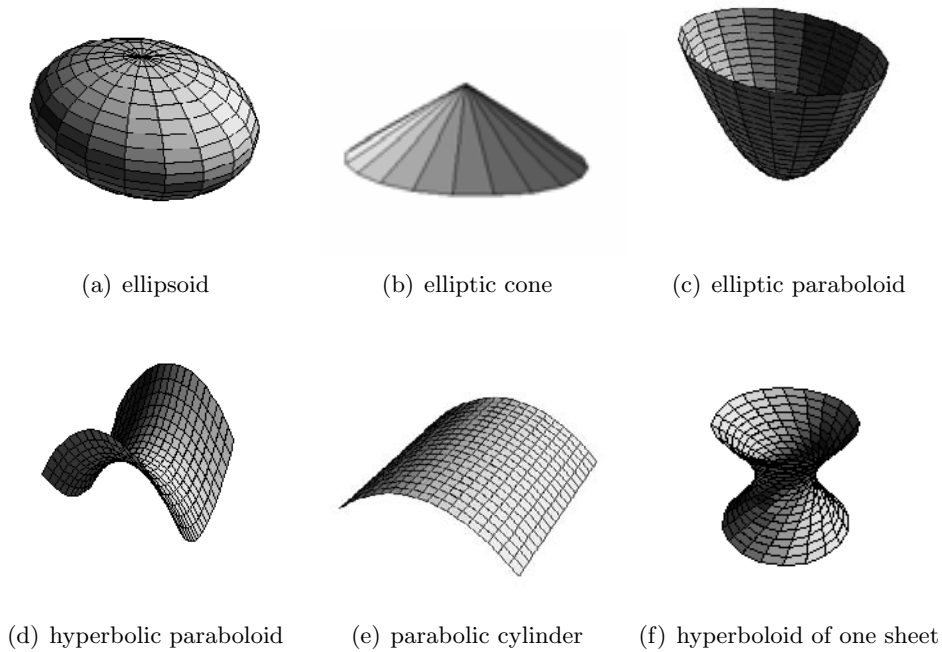 (a) ellipsoid
(b) elliptic cone
(c) elliptic paraboloid
(d) hyperbolic paraboloid
(e) parabolic cylinder
(f) hyperboloid of one sheet